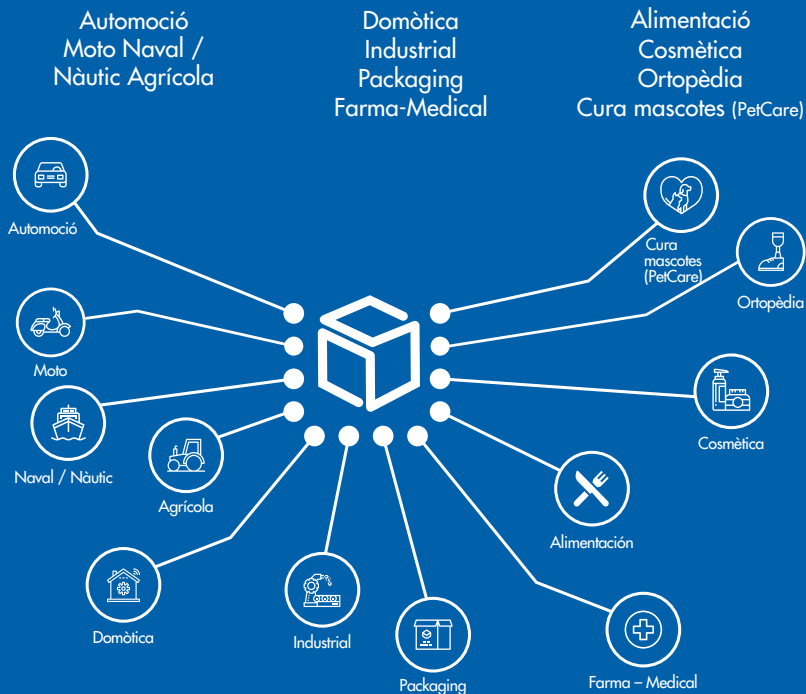 Automoció
Moto Naval /
Nàutic Agrícola
Domòtica
Industrial
Packaging
Farma-Medical
Alimentació
Cosmètica
Ortopèdia
Cura mascotes (PetCare)
Automoció
Cura
mascotes
(PetCare)
Ortopèdia
Moto
Cosmètica
Naval / Nàutic
Agrícola
Alimentación
Domòtica
Industrial
Packaging
Farma – Medical